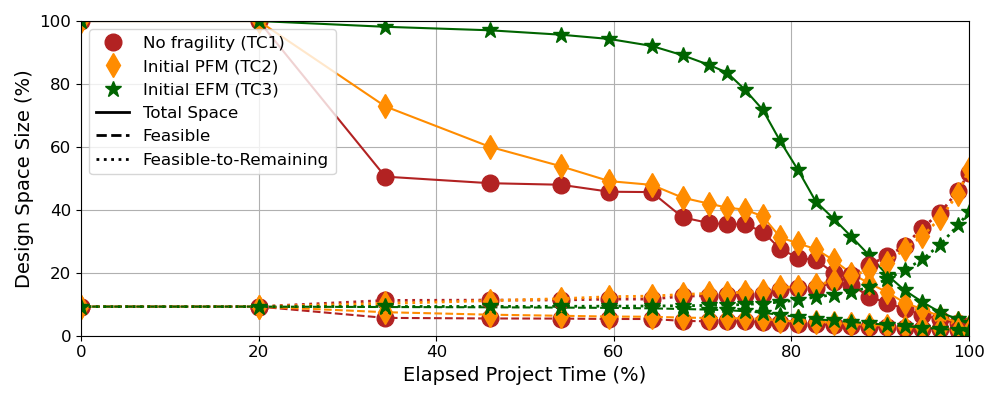 100
80
60
40
20
0
Design Space Size (%)
No fragility (TC1)
Initial PFM (TC2)
Initial EFM (TC3)
Total Space
Feasible
Feasible-to-Remaining
0 20 40 60 80 100
Elapsed Project Time (%)